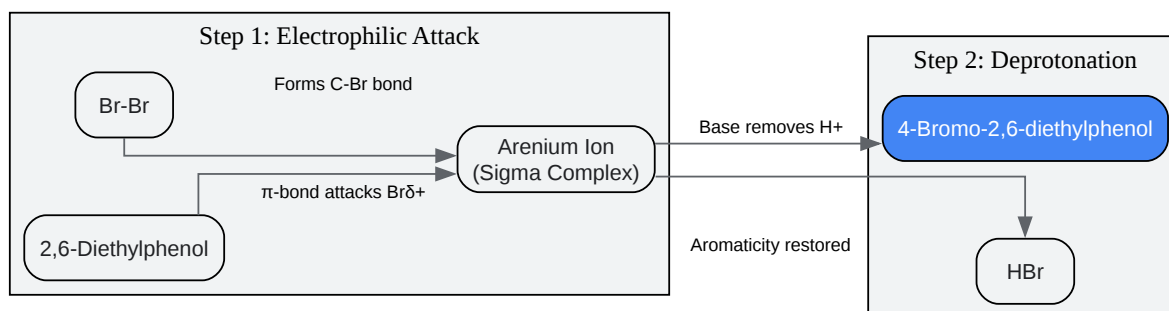 Step 1: Electrophilic Attack
Forms C-Br bond
Br-Br
π-bond attacks Brδ+
2,6-Diethylphenol
Arenium Ion
(Sigma Complex)
Base removes H+
Aromaticity restored
Step 2: Deprotonation
4-Bromo-2,6-diethylphenol
HBr